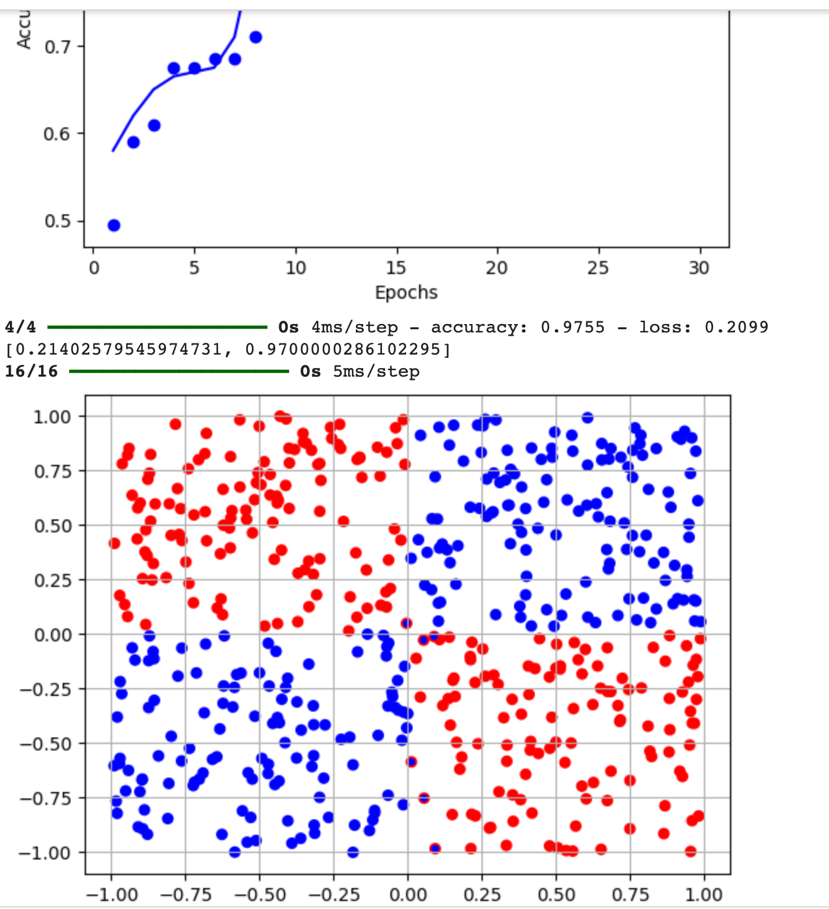 Accu
0.7
0.6
0.5
0 5 10 15 20 25 30
Epochs
4/4 ━━━━━━━━━━━━━━━━━━━━ 0s 4ms/step - accuracy: 0.9755 - loss: 0.2099
[0.21402579545974731, 0.9700000286102295]
16/16 ━━━━━━━━━━━━━━━━━━━━ 0s 5ms/step
1.00
0.75
0.50
0.25
0.00
−0.25
−0.50
−0.75
−1.00
−1.00 −0.75 −0.50 −0.25 0.00 0.25 0.50 0.75 1.00